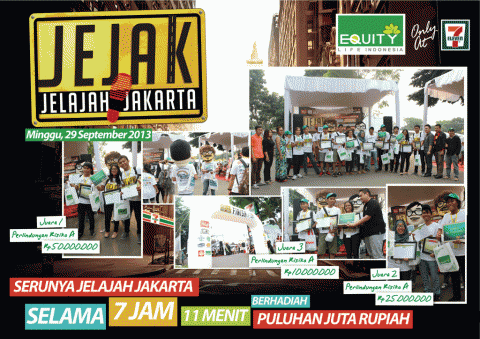 JEJAK
JELAJAH JAKARTA
Minggu, 29 September 2013
EQUITY
LIFE INDONESIA
Only
At
7
ELEVEN
Juara 1
Perlindungan Risiko A
Rp50.000.000
FINISH
Juara 3
Perlindungan Risiko A
Rp10.000.000
Juara 2
Perlindungan Risiko A
Rp25.000.000
SERUNYA JELAJAH JAKARTA
SELAMA 7 JAM 11 MENIT BERHADIAH PULUHAN JUTA RUPIAH